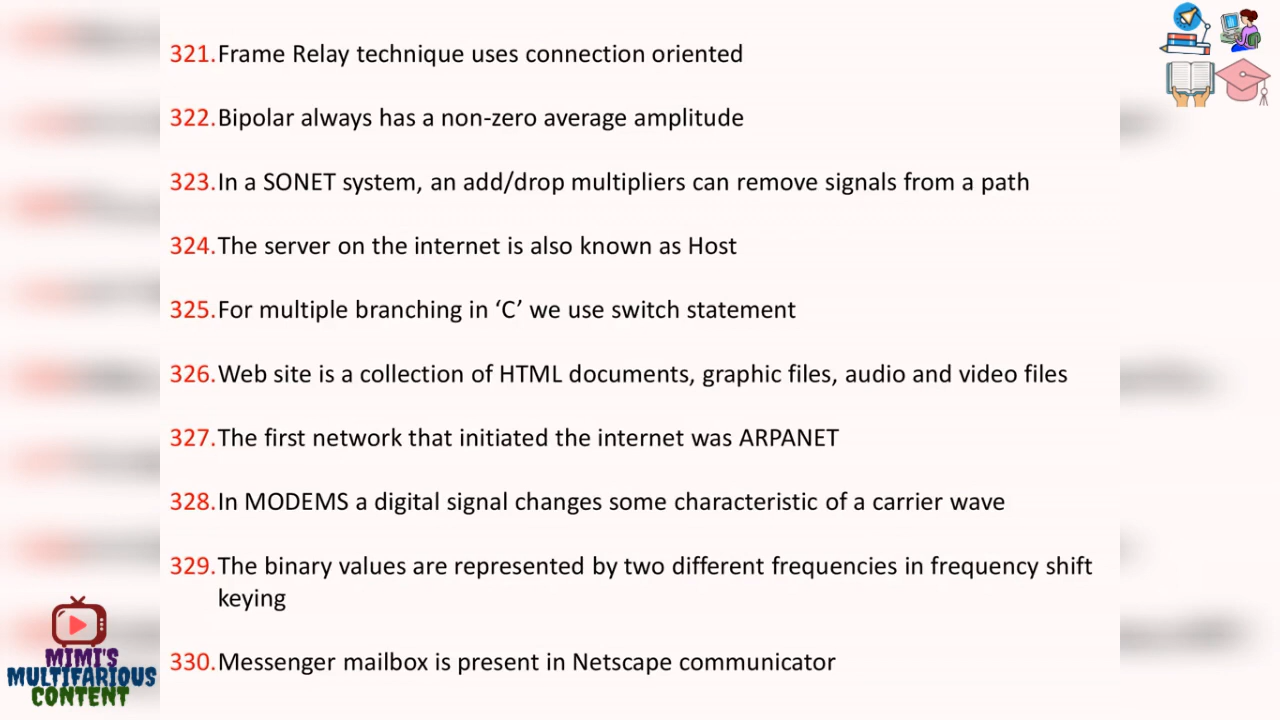 321.Frame Relay technique uses connection oriented
322.Bipolar always has a non-zero average amplitude
323.In a SONET system, an add/drop multipliers can remove signals from a path
324.The server on the internet is also known as Host
325.For multiple branching in ‘C’ we use switch statement
326.Web site is a collection of HTML documents, graphic files, audio and video files
327.The first network that initiated the internet was ARPANET
328.In MODEMS a digital signal changes some characteristic of a carrier wave
329.The binary values are represented by two different frequencies in frequency shift
keying
330.Messenger mailbox is present in Netscape communicator
MIMI'S
MULTIFARIOUS
CONTENT